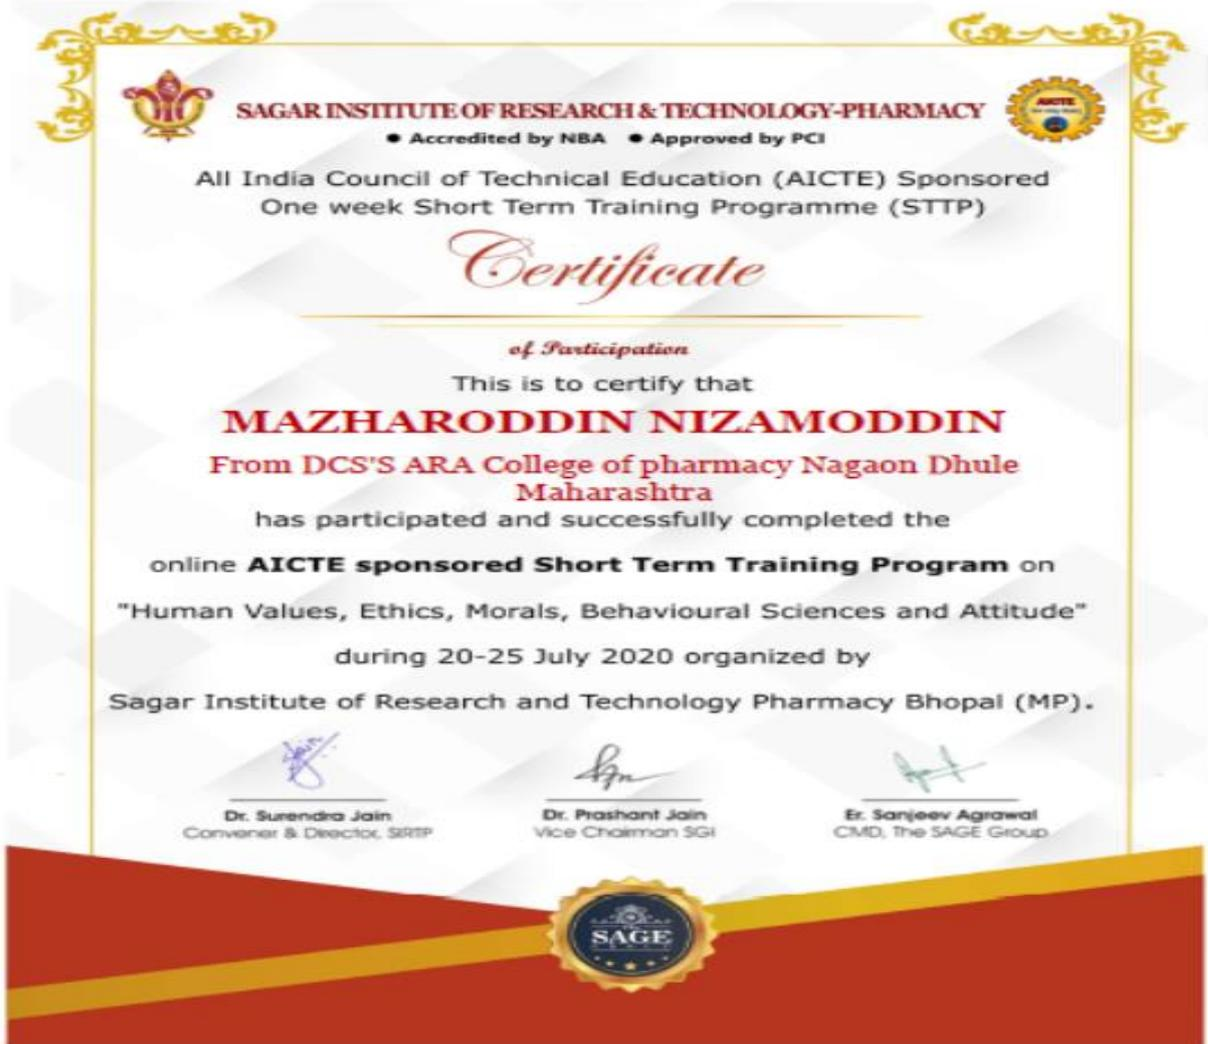 SAGAR INSTITUTE OF RESEARCH & TECHNOLOGY-PHARMACY
● Accredited by NBA ● Approved by PCI
AICTE
All India Council of Technical Education (AICTE) Sponsored
One week Short Term Training Programme (STTP)
Certificate
of Participation
This is to certify that
MAZHARODDIN NIZAMODDIN
From DCS'S ARA College of pharmacy Nagaon Dhule
Maharashtra
has participated and successfully completed the
online AICTE sponsored Short Term Training Program on
"Human Values, Ethics, Morals, Behavioural Sciences and Attitude"
during 20-25 July 2020 organized by
Sagar Institute of Research and Technology Pharmacy Bhopal (MP).
Dr. Surendra Jain
Convener & Director, SIRTP
Dr. Prashant Jain
Vice Chairman SGI
Er. Sanjeev Agrawal
CMD, The SAGE Group
SAGE